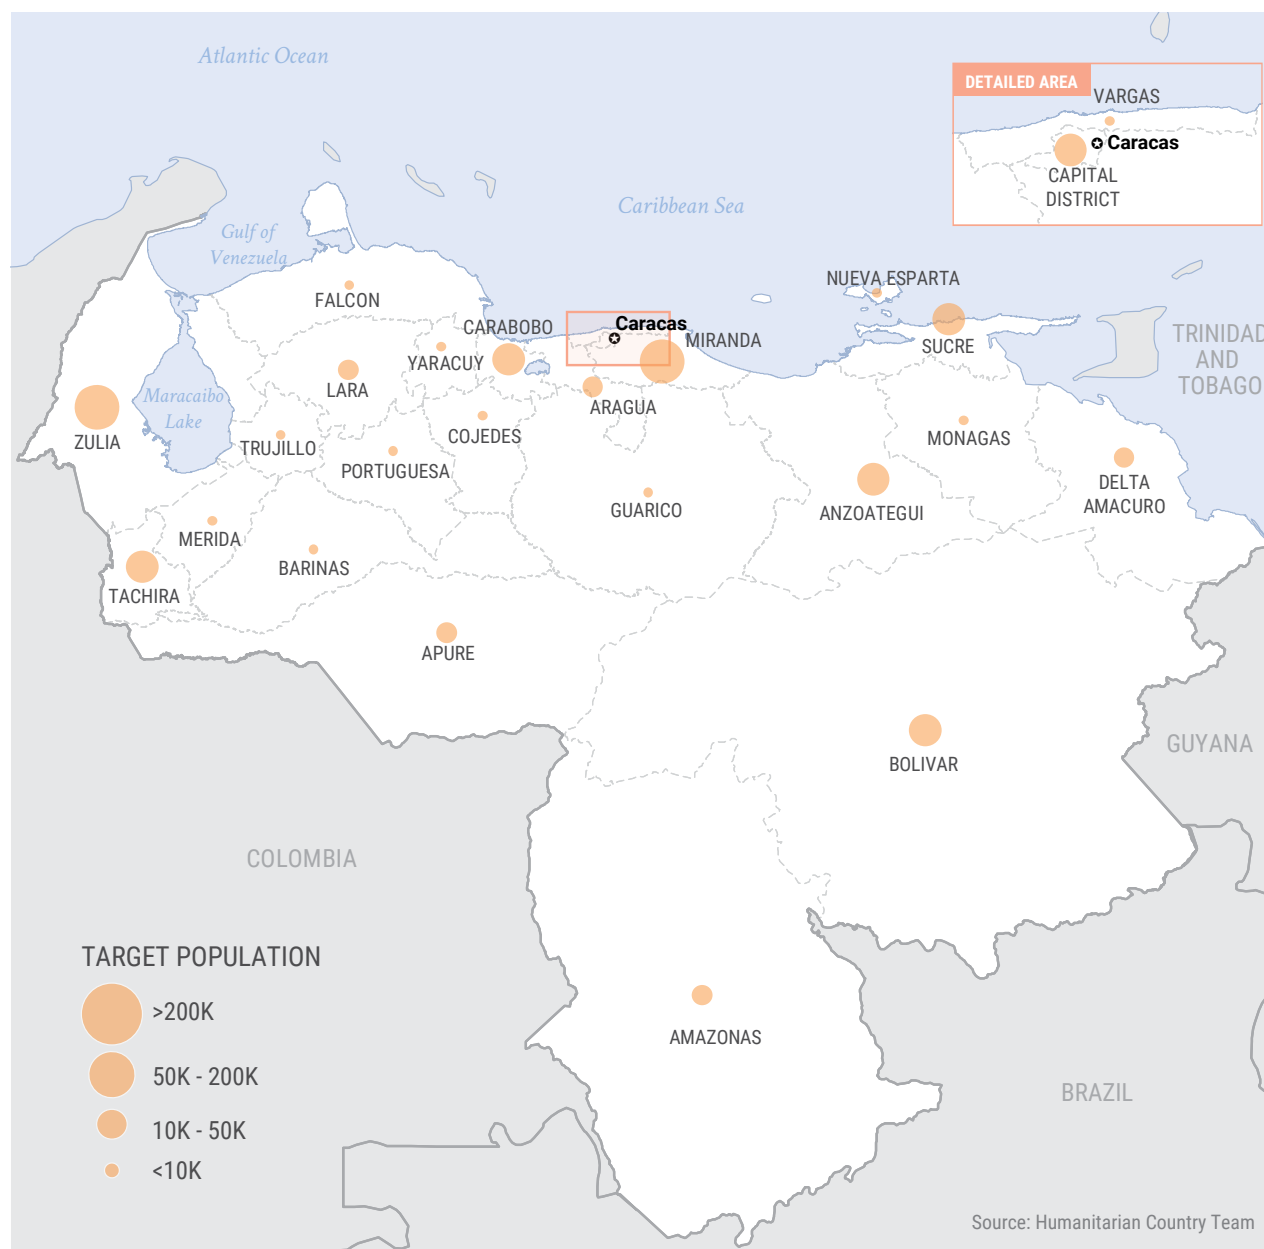 Atlantic Ocean
DETAILED AREA
VARGAS
Caracas
CAPITAL
DISTRICT
Caribbean Sea
Gulf of
Venezuela
NUEVA ESPARTA
FALCON
CARABOBO
Caracas
MIRANDA
SUCRE
TRINIDAD
AND
TOBAGO
YARACUY
LARA
Maracaibo
Lake
ARAGUA
ZULIA
TRUJILLO
COJEDES
MONAGAS
PORTUGUESA
DELTA
AMACURO
GUARICO
ANZOATEGUI
MERIDA
BARINAS
TACHIRA
APURE
GUYANA
BOLIVAR
COLOMBIA
AMAZONAS
BRAZIL
TARGET POPULATION
>200K
50K - 200K
10K - 50K
<10K
Source: Humanitarian Country Team